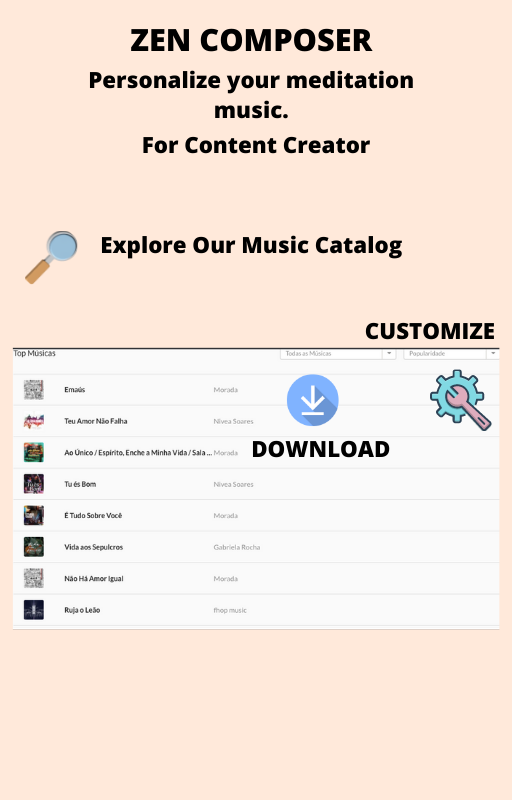 ZEN COMPOSER
Personalize your meditation
music.
For Content Creator
Explore Our Music Catalog
CUSTOMIZE
Top Músicas Todas as Músicas Popularidade
Emaús Morada
Teu Amor Não Falha Nivea Soares
Ao Único / Espírito, Enche a Minha Vida / Sala ... Morada
DOWNLOAD
Tu és Bom Nivea Soares
É Tudo Sobre Você Morada
Vida aos Sepulcros Gabriela Rocha
Não Há Amor Igual Morada
Ruja o Leão fhop music